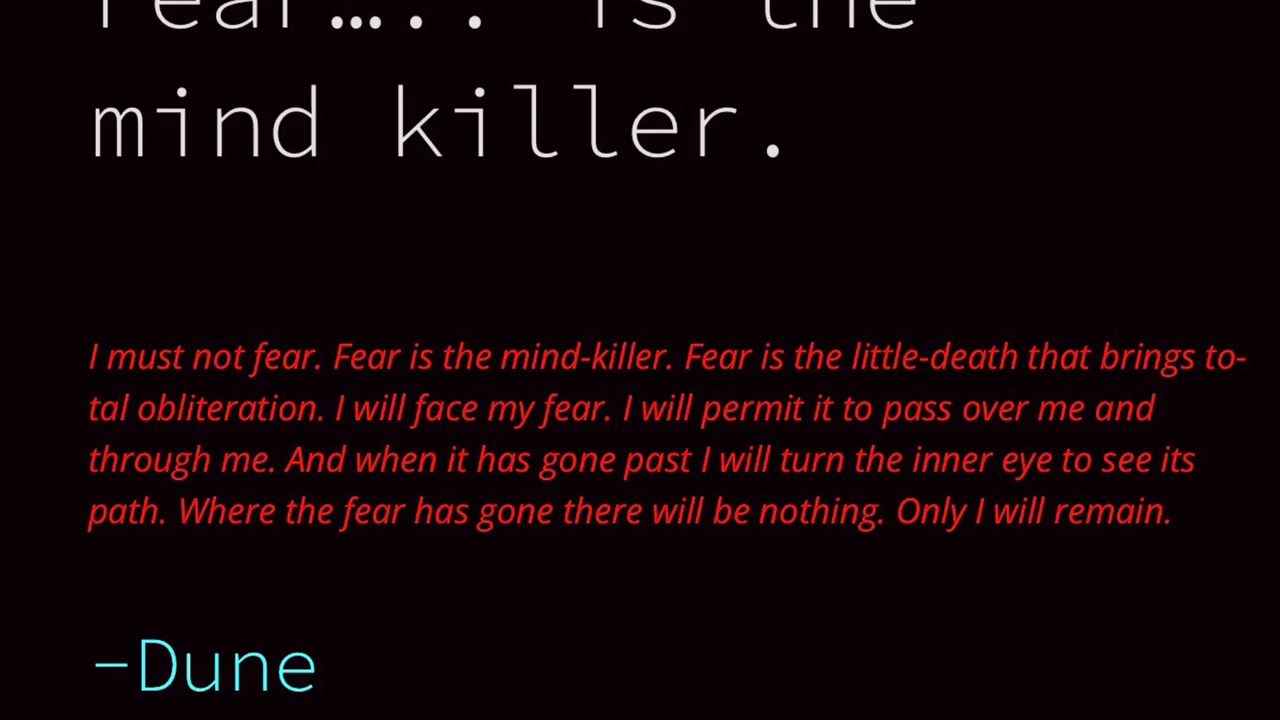 Fear….. is the
mind killer.
I must not fear. Fear is the mind-killer. Fear is the little-death that brings to-
tal obliteration. I will face my fear. I will permit it to pass over me and
through me. And when it has gone past I will turn the inner eye to see its
path. Where the fear has gone there will be nothing. Only I will remain.
–Dune